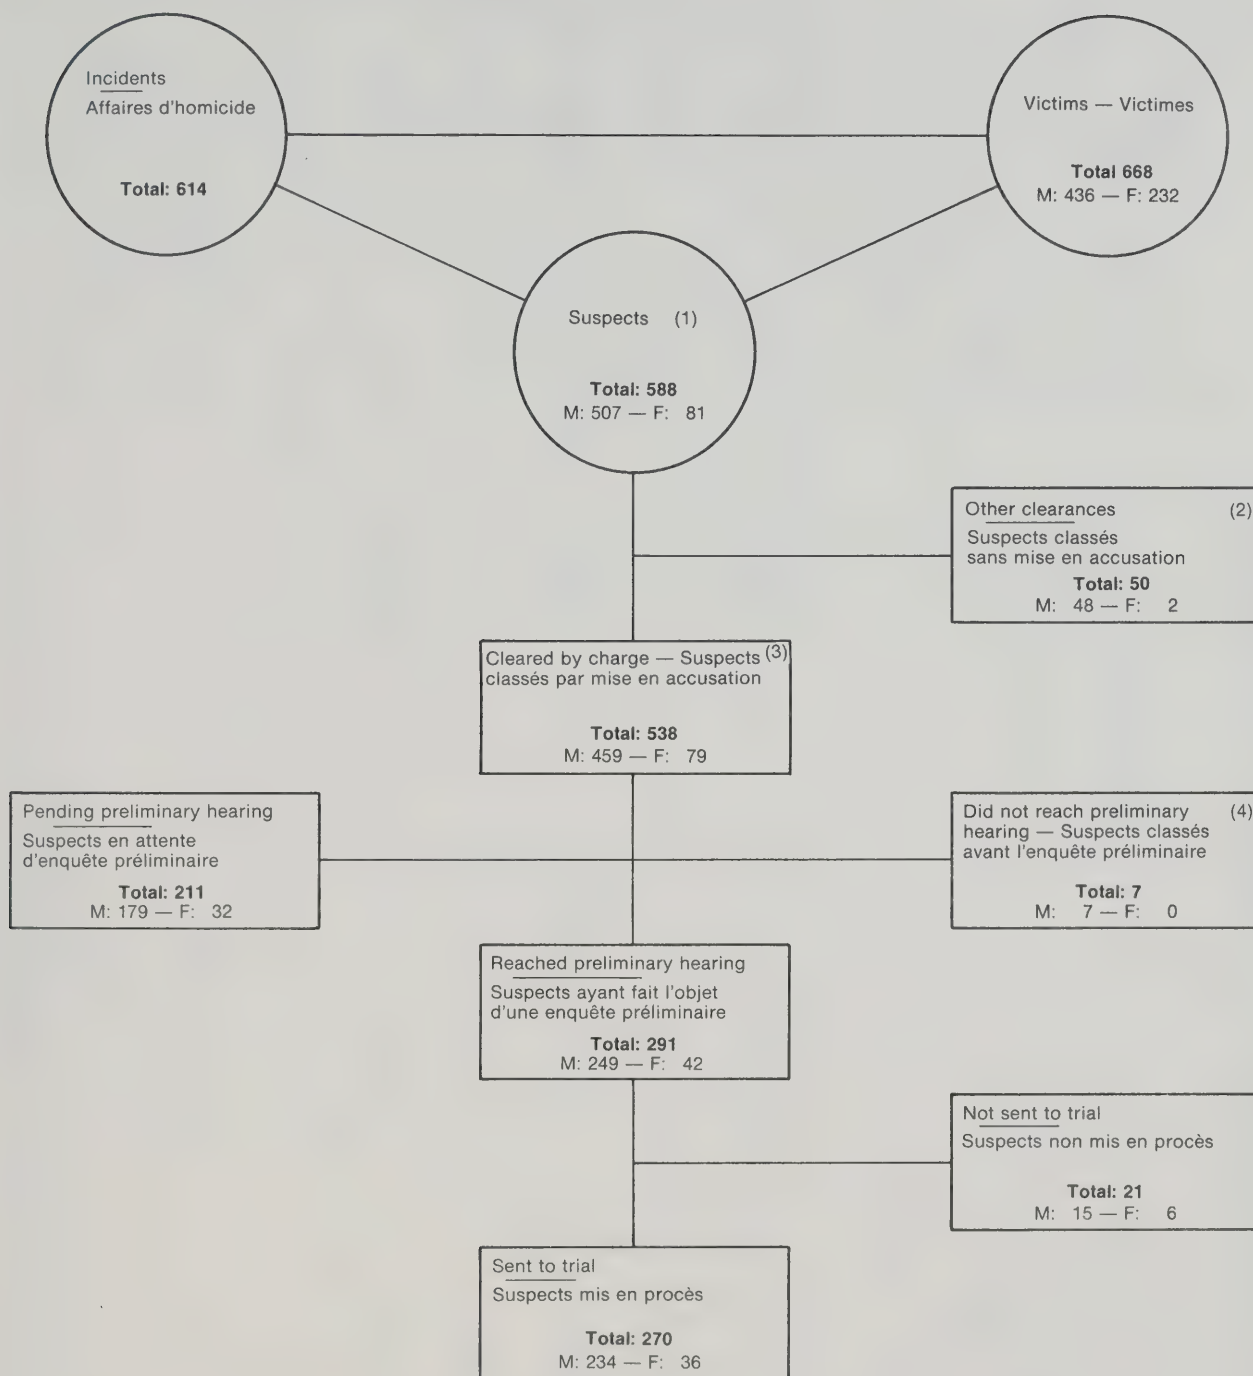 Incidents
Affaires d'homicide
Total: 614
Victims — Victimes
Total 668
M: 436 — F: 232
Suspects (1)
Total: 588
M: 507 — F: 81
Other clearances (2)
Suspects classés
sans mise en accusation
Total: 50
M: 48 — F: 2
Cleared by charge — Suspects (3)
classés par mise en accusation
Total: 538
M: 459 — F: 79
Pending preliminary hearing
Suspects en attente
d'enquête préliminaire
Total: 211
M: 179 — F: 32
Did not reach preliminary (4)
hearing — Suspects classés
avant l'enquête préliminaire
Total: 7
M: 7 — F: 0
Reached preliminary hearing
Suspects ayant fait l'objet
d'une enquête préliminaire
Total: 291
M: 249 — F: 42
Not sent to trial
Suspects non mis en procès
Total: 21
M: 15 — F: 6
Sent to trial
Suspects mis en procès
Total: 270
M: 234 — F: 36